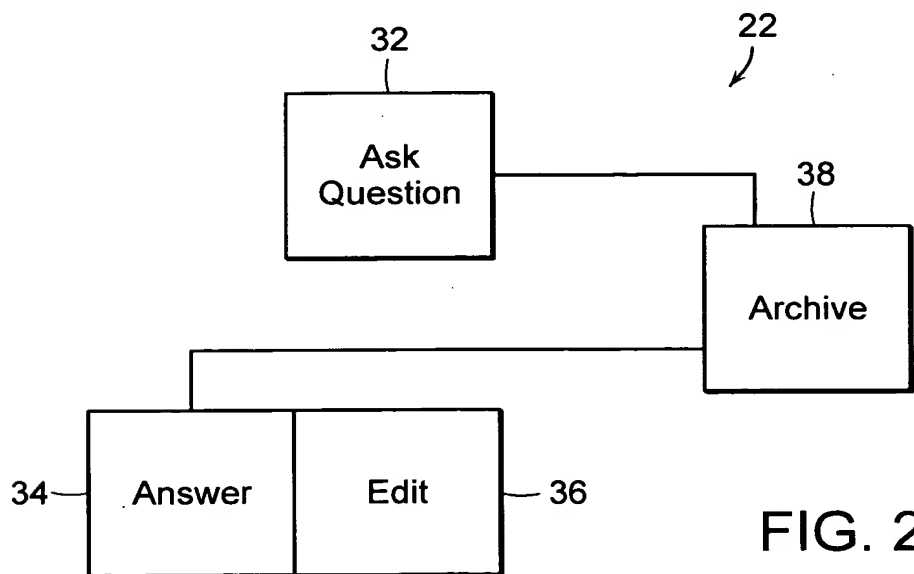 22
32
Ask
Question
38
Archive
34
Answer
Edit
36
FIG. 2